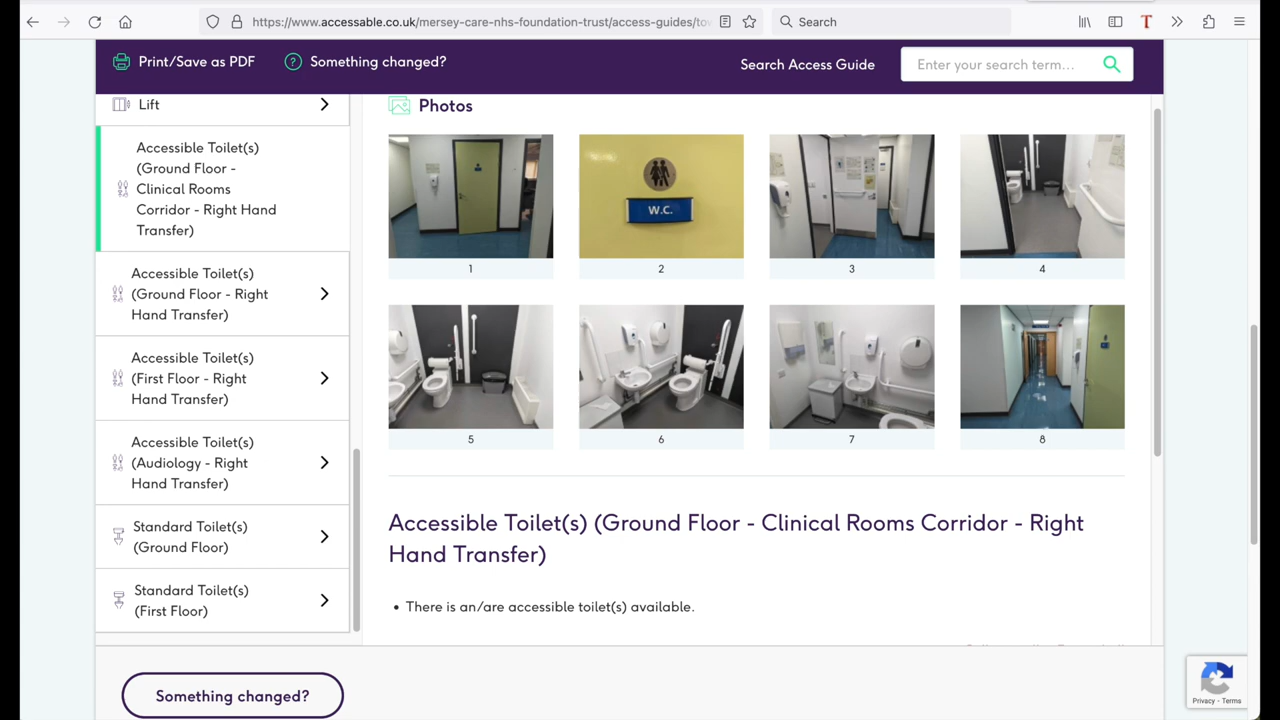 https://www.accessable.co.uk/mersey-care-nhs-foundation-trust/access-guides/tow
Search
T
Print/Save as PDF
? Something changed?
Search Access Guide
Enter your search term...
Lift
Accessible Toilet(s)
(Ground Floor -
Clinical Rooms
Corridor - Right Hand
Transfer)
Accessible Toilet(s)
(Ground Floor - Right
Hand Transfer)
Accessible Toilet(s)
(First Floor - Right
Hand Transfer)
Accessible Toilet(s)
(Audiology - Right
Hand Transfer)
Standard Toilet(s)
(Ground Floor)
Standard Toilet(s)
(First Floor)
Photos
W.C.
1
2
3
4
5
6
7
8
Accessible Toilet(s) (Ground Floor - Clinical Rooms Corridor - Right
Hand Transfer)
• There is an/are accessible toilet(s) available.
Something changed?
Privacy - Terms